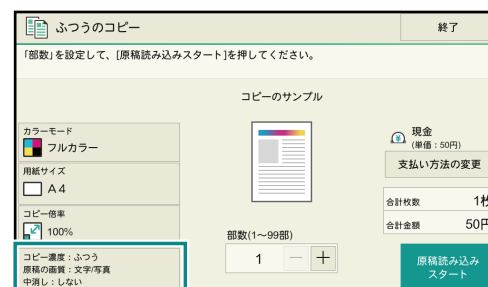 ふつうのコピー
終了
「部数」を設定して、[原稿読み込みスタート]を押してください。
コピーのサンプル
カラーモード
フルカラー
用紙サイズ
A4
コピー倍率
100%
コピー濃度：ふつう
原稿の画質：文字/写真
中消し：しない
部数(1～99部)
1
現金
(単価：50円)
支払い方法の変更
合計枚数 1枚
合計金額 50円
原稿読み込み
スタート